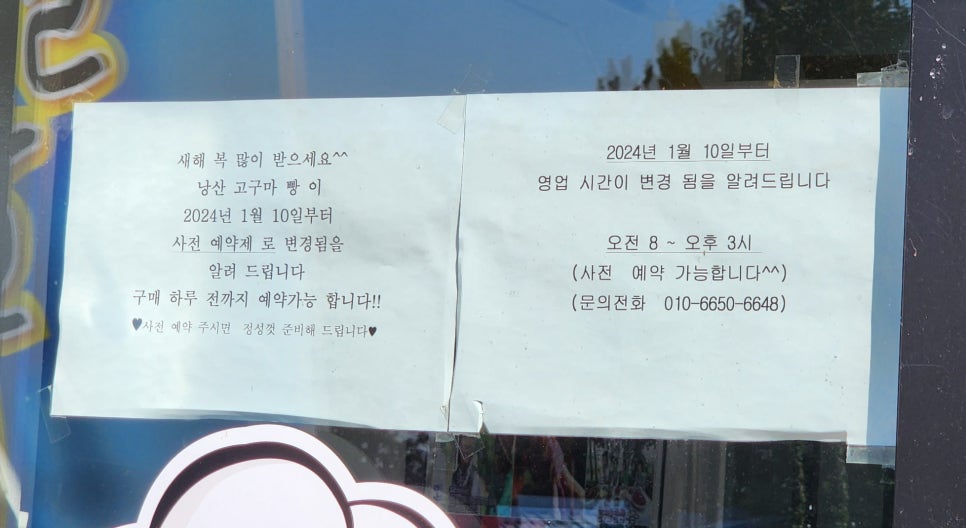 새해 복 많이 받으세요^^
낭산 고구마 빵 이
2024년 1월 10일부터
사전 예약제 로 변경됨을
알려 드립니다
구매 하루 전까지 예약가능 합니다!!
♥사전 예약 주시면 정성껏 준비해 드립니다♥
2024년 1월 10일부터
영업 시간이 변경 됨을 알려드립니다
오전 8 ~ 오후 3시
(사전 예약 가능합니다^^)
(문의전화 010-6650-6648)